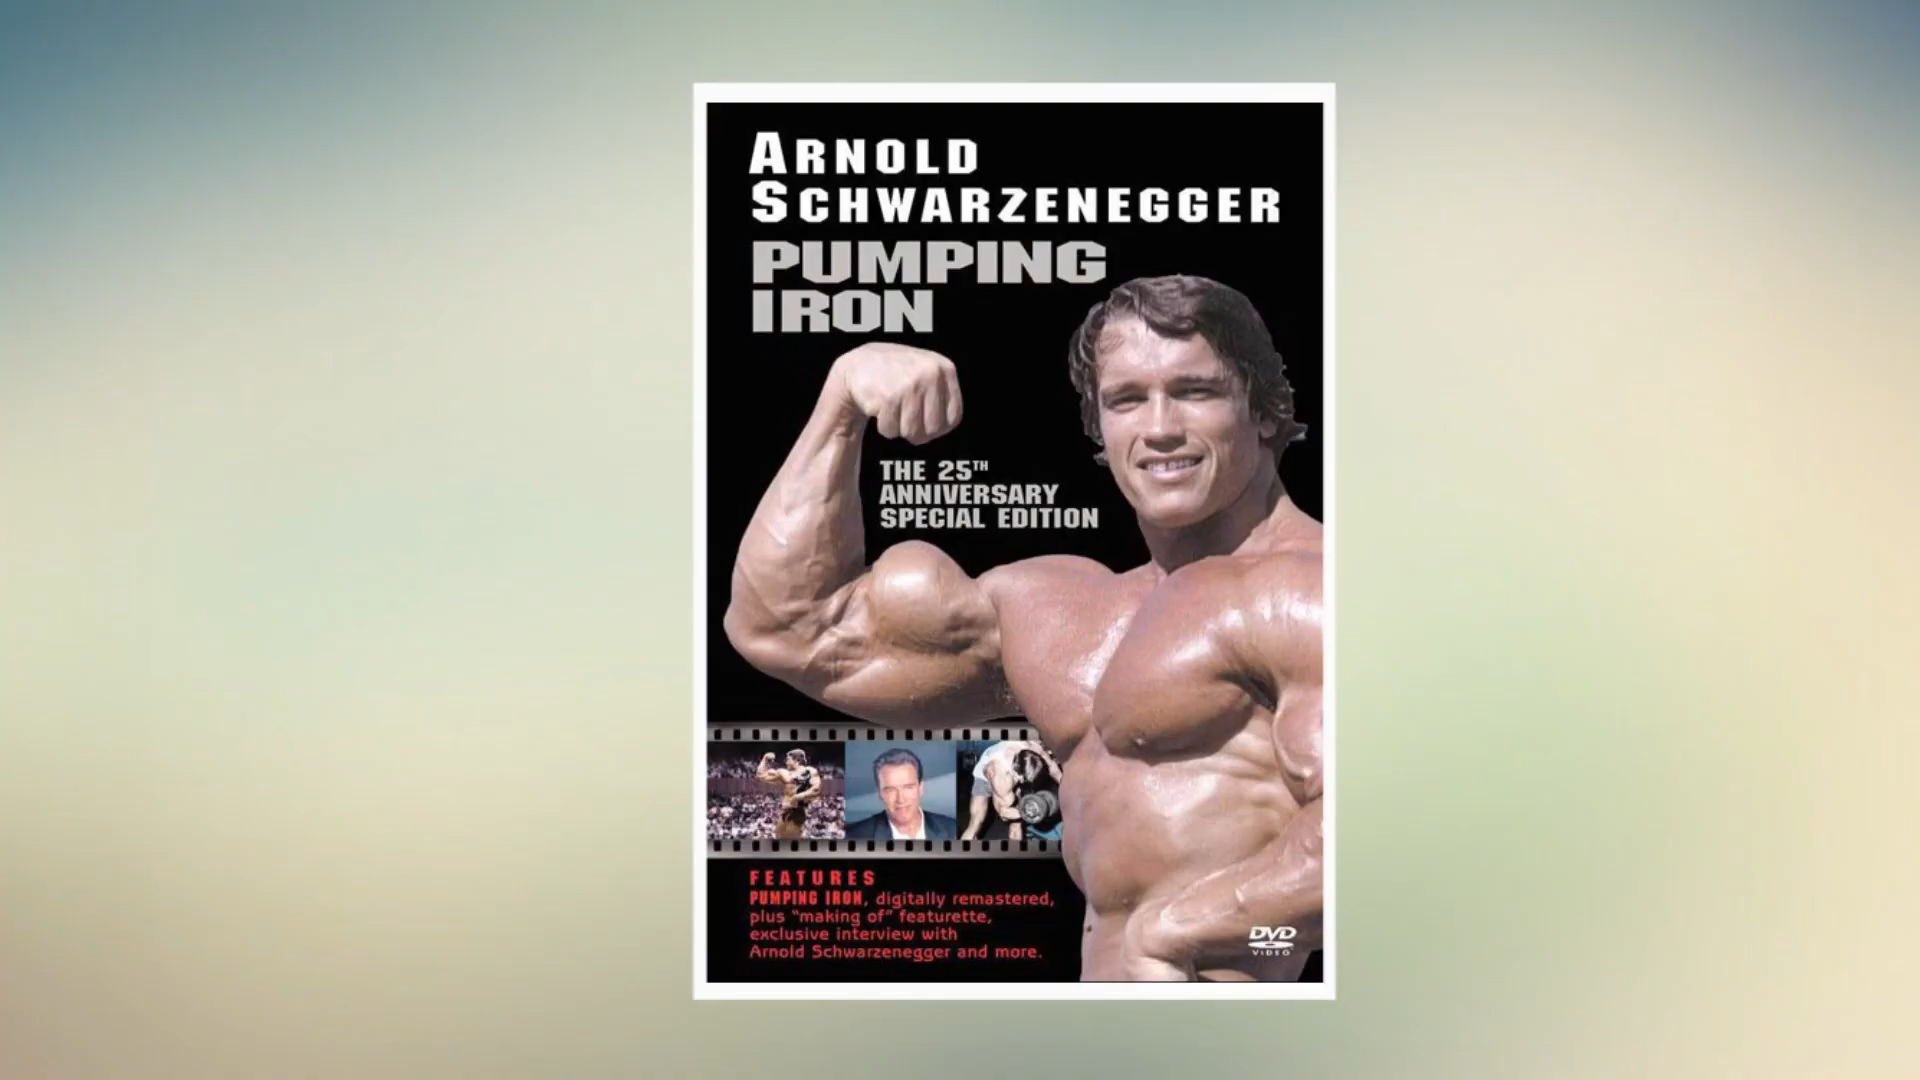 ARNOLD
SCHWARZENEGGER
PUMPING
IRON
THE 25TH
ANNIVERSARY
SPECIAL EDITION
FEATURES
PUMPING IRON, digitally remastered,
plus "making of" featurette,
exclusive interview with
Arnold Schwarzenegger and more.
DVD
VIDEO